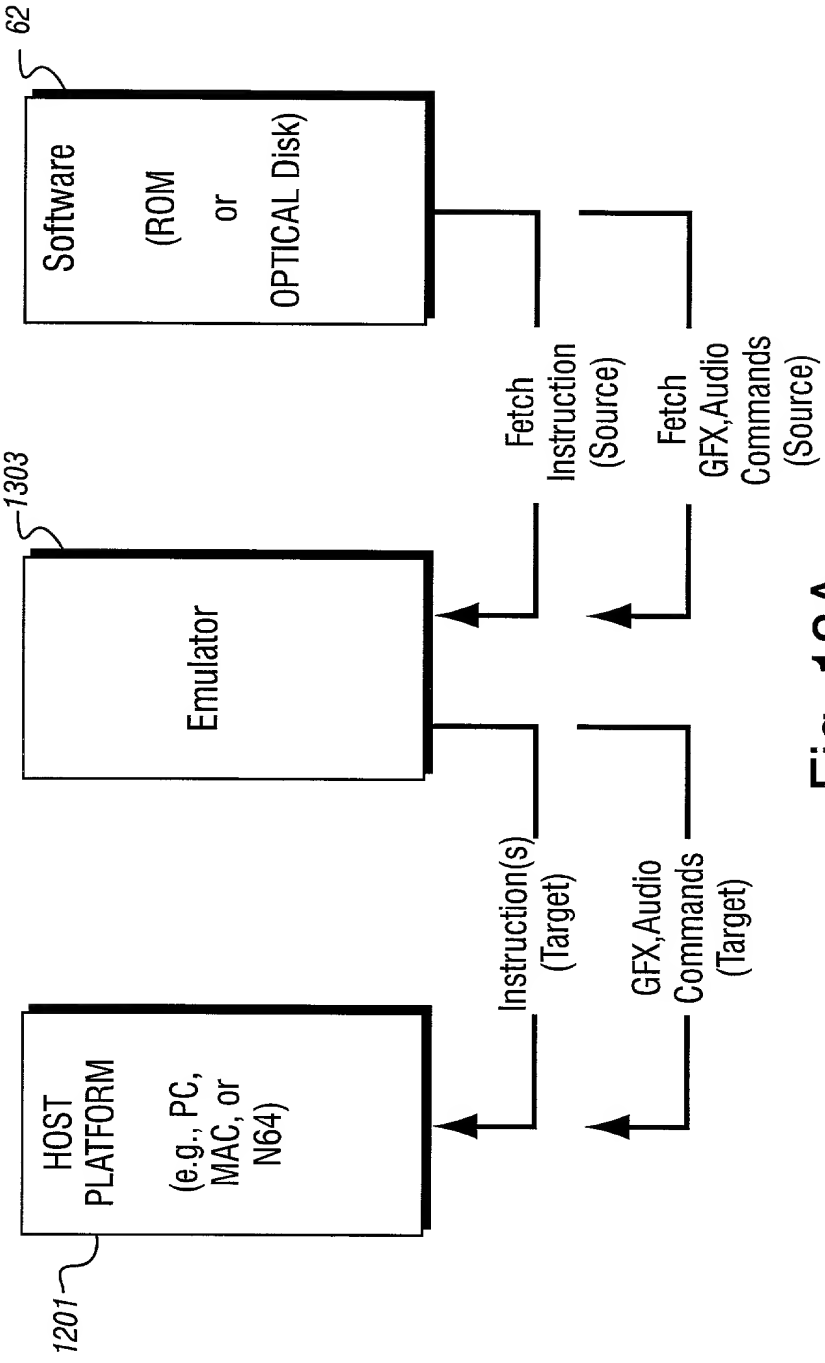 1201
HOST
PLATFORM
(e.g., PC,
MAC, or
N64)
1303
Emulator
62
Software
(ROM
or
OPTICAL Disk)
Instruction(s)
(Target)
GFX,Audio
Commands
(Target)
Fetch
Instruction
(Source)
Fetch
GFX,Audio
Commands
(Source)